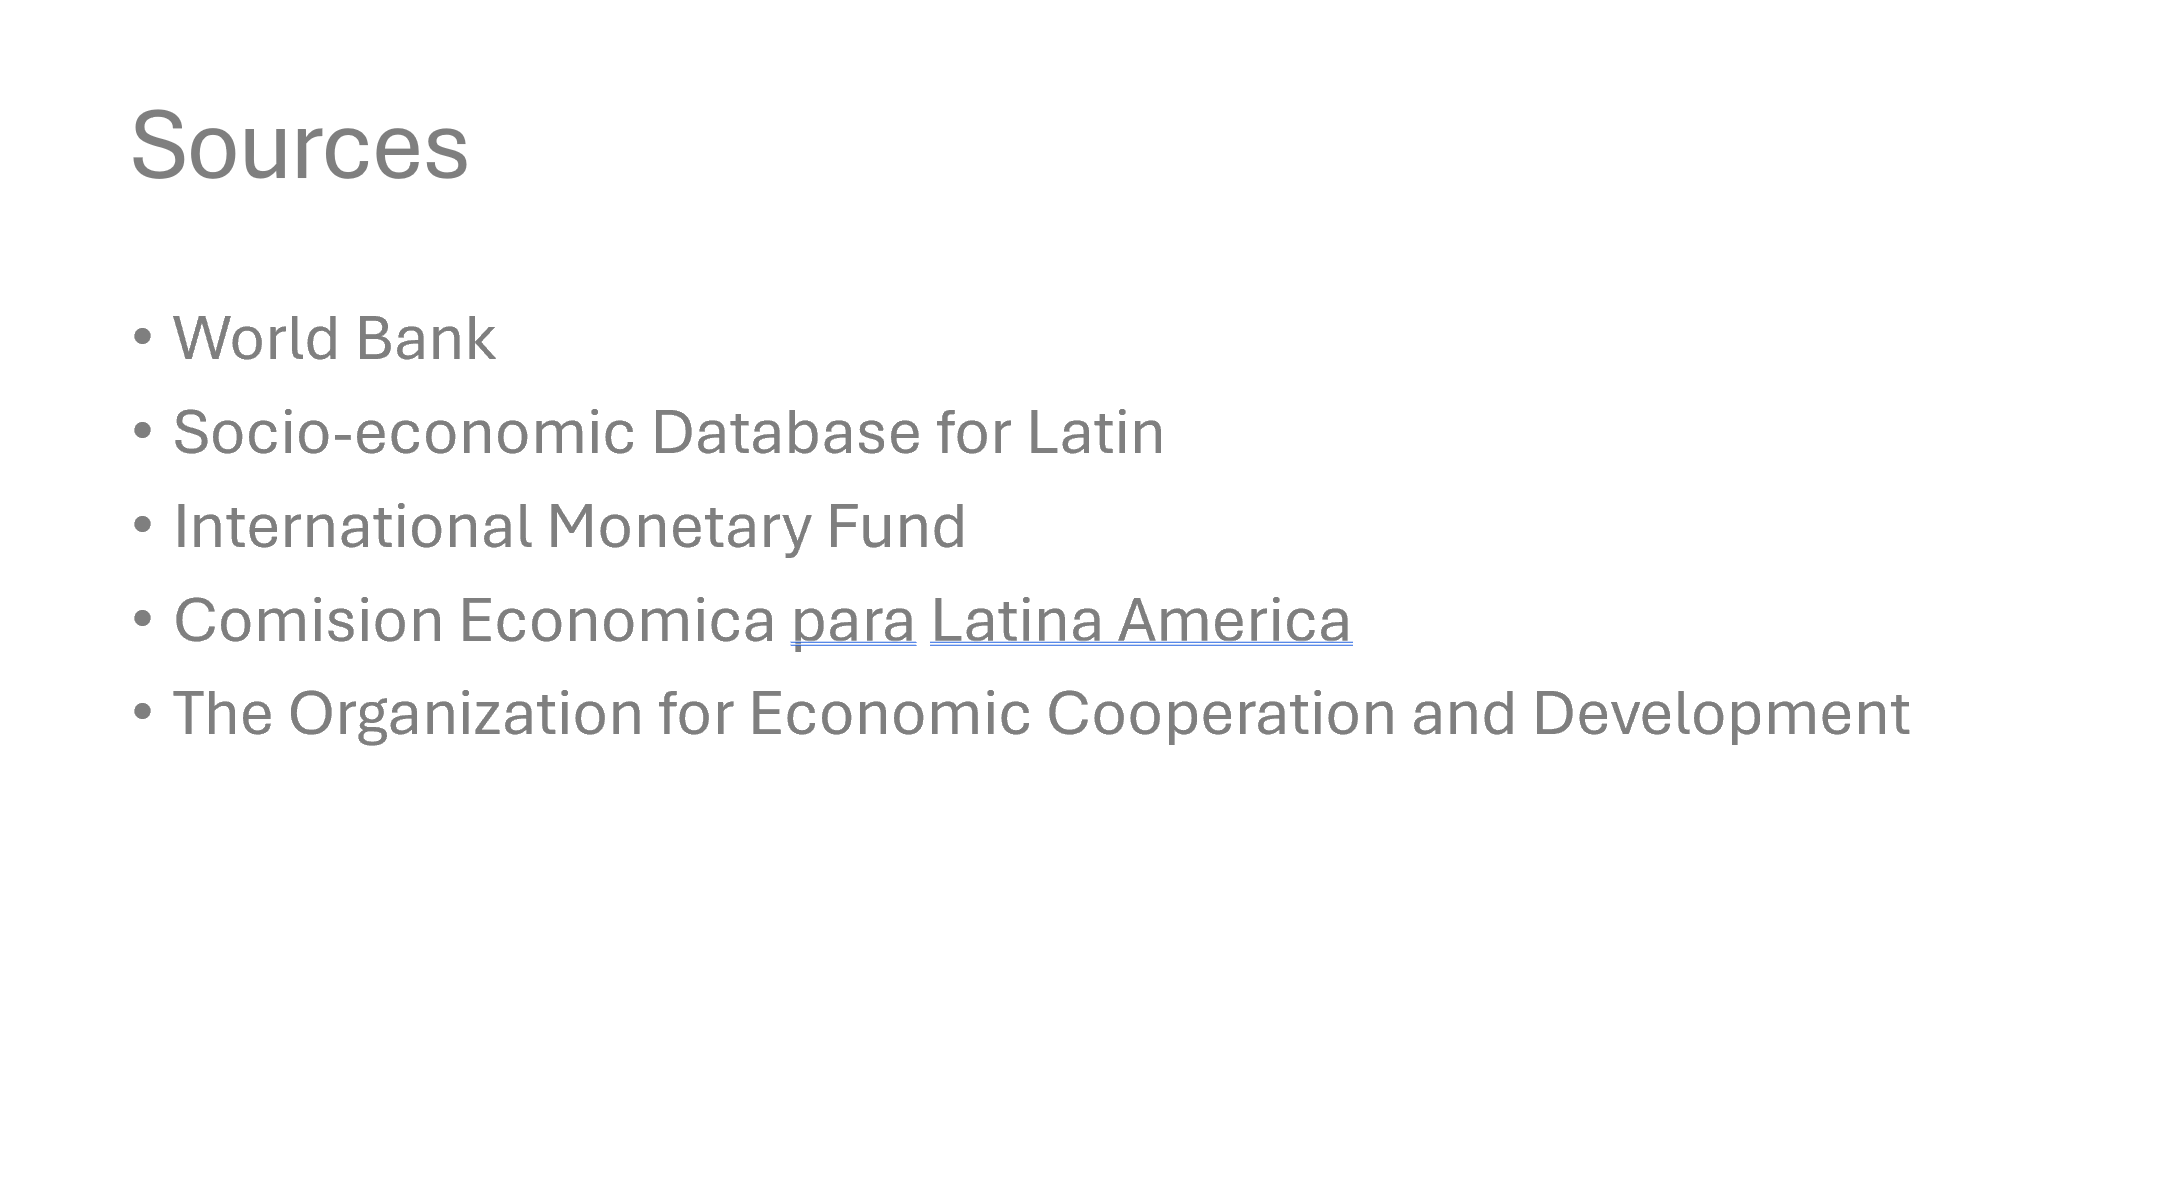 Sources
• World Bank
• Socio-economic Database for Latin
• International Monetary Fund
• Comision Economica para Latina America
• The Organization for Economic Cooperation and Development